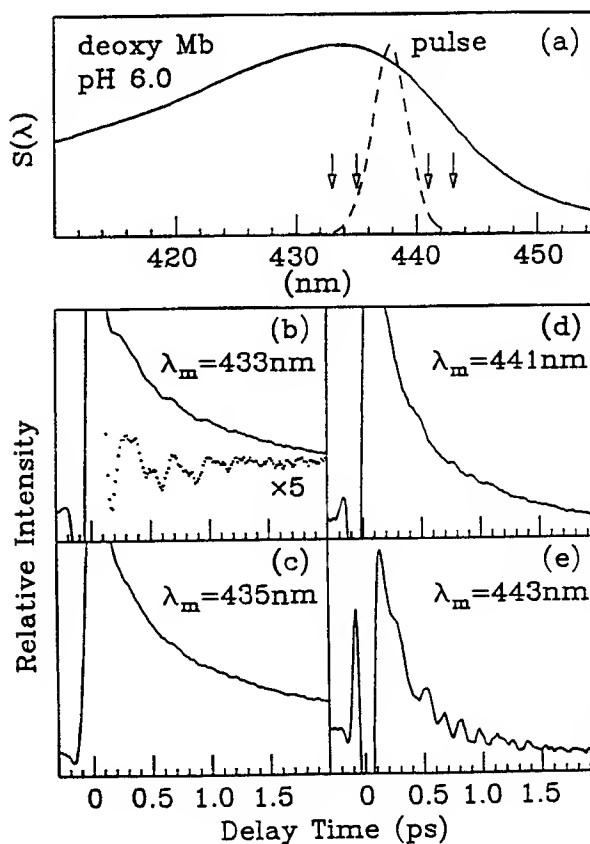 deoxy Mb
pH 6.0
pulse
(a)
S(λ)
420 430 440 450
(nm)
(b)
λm=433nm
×5
(d)
λm=441nm
(c)
λm=435nm
(e)
λm=443nm
Relative Intensity
0 0.5 1.0 1.5 0 0.5 1.0 1.5
Delay Time (ps)